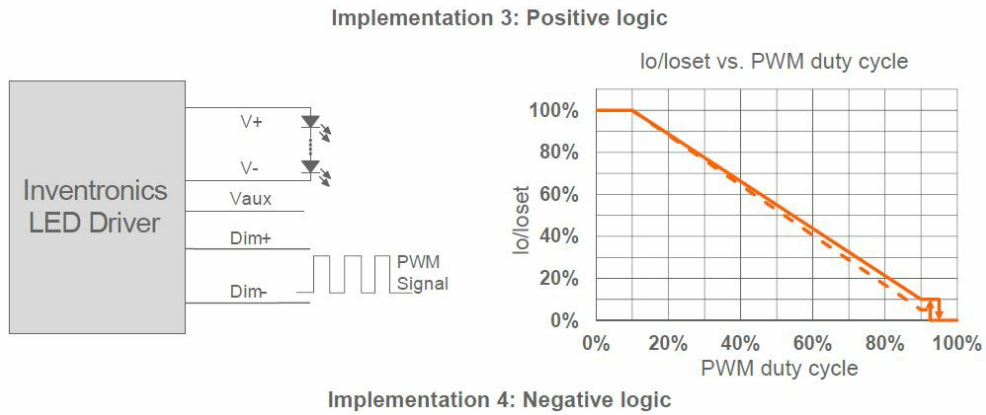 Implementation 3: Positive logic
Io/Ioset vs. PWM duty cycle
V+
V-
Vaux
Dim+
Dim-
Inventronics
LED Driver
PWM
Signal
Io/Ioset
100%
80%
60%
40%
20%
0%
0% 20% 40% 60% 80% 100%
PWM duty cycle
Implementation 4: Negative logic